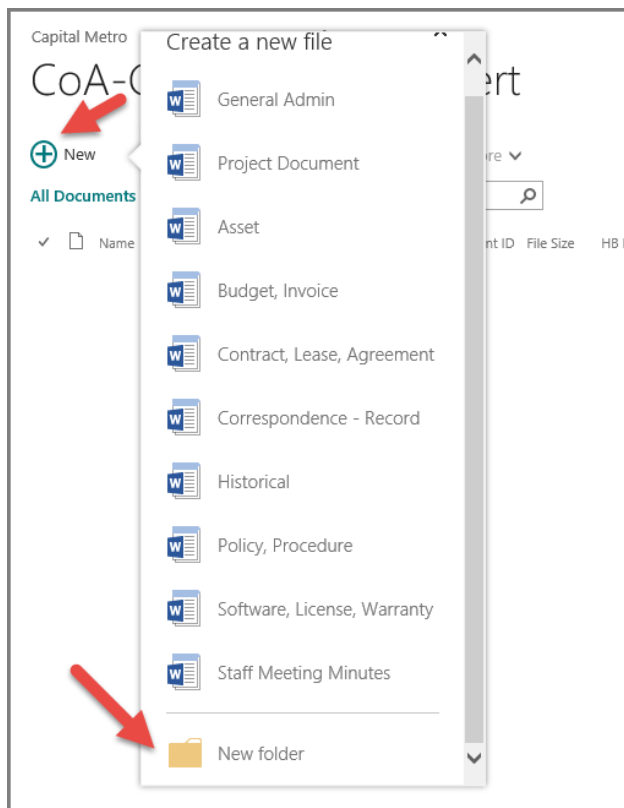 Capital Metro
Create a new file
CoA-
ert
General Admin
New
Project Document
re
All Documents
Asset
Name
nt ID File Size HB
Budget, Invoice
Contract, Lease, Agreement
Correspondence - Record
Historical
Policy, Procedure
Software, License, Warranty
Staff Meeting Minutes
New folder